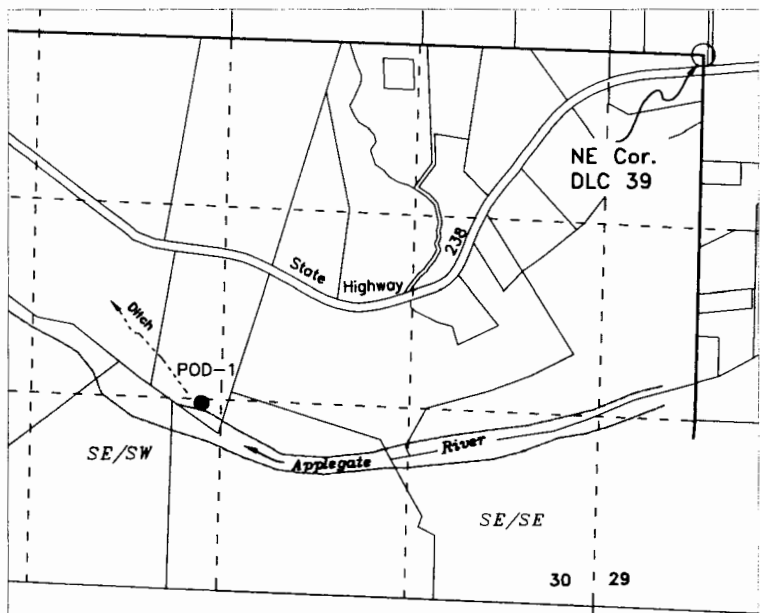 NE Cor.
DLC 39
238
State Highway
Ditch
POD-1
SE/SW
Applegate River
SE/SE
30 29